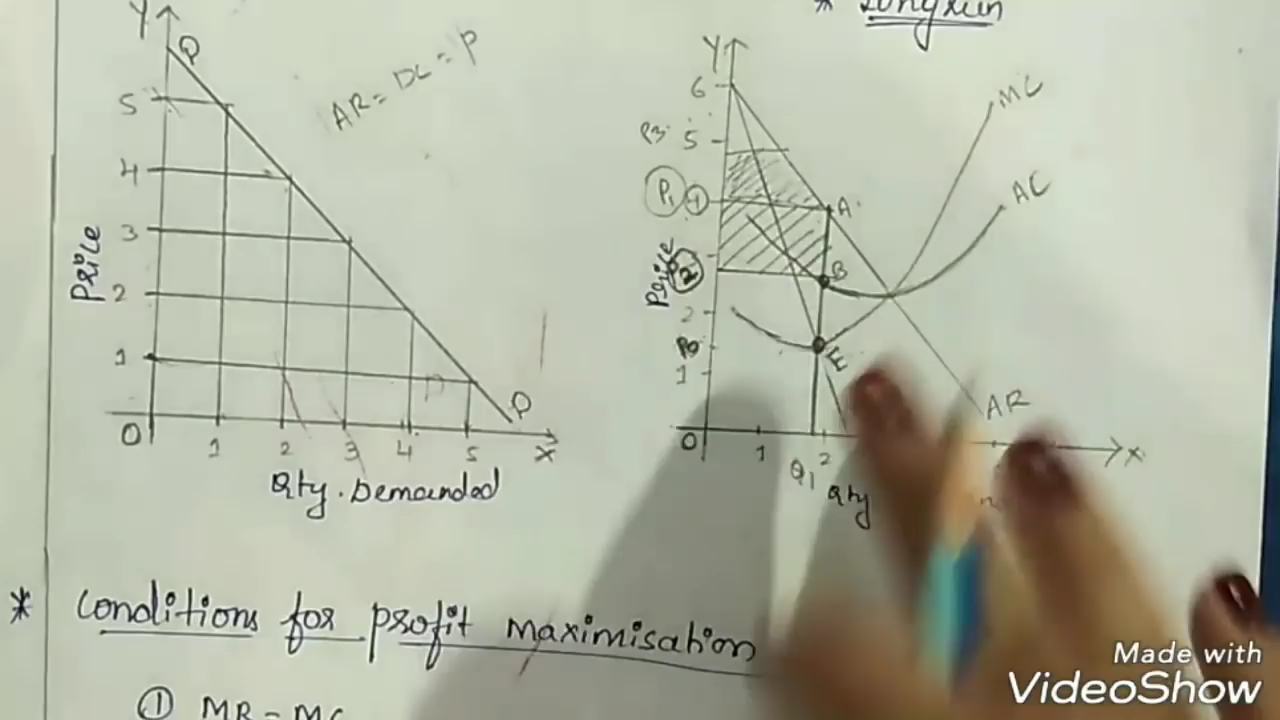 * Longrun
Y
D
5
4
3
2
1
0
1
2
3
4
5
X
D
Price
Qty. Demanded
AR = DC = P
Y
6
P3 5
P1 4
P2
2
P0
1
0
1
2
Q1
Qty
X
Price
A
B
E
MC
AC
AR
* Conditions for profit maximisation
① MR = MC
Made with
VideoShow